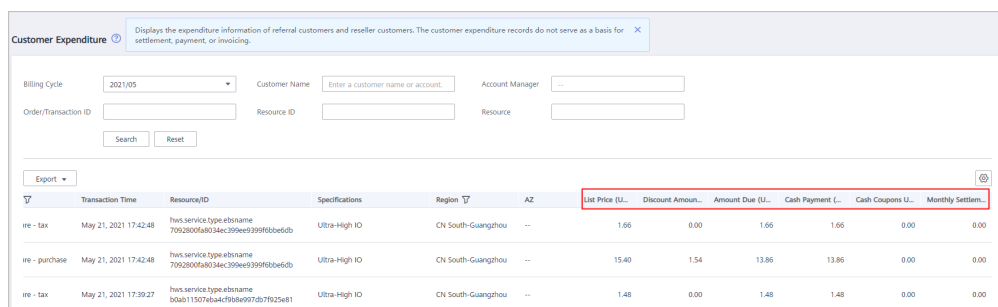 Customer Expenditure
Displays the expenditure information of referral customers and reseller customers. The customer expenditure records do not serve as a basis for
settlement, payment, or invoicing.
Billing Cycle 2021/05 Customer Name Enter a customer name or account. Account Manager --
Order/Transaction ID Resource ID Resource
Search Reset
Export
Transaction Time Resource/ID Specifications Region AZ List Price (U... Discount Amoun... Amount Due (U... Cash Payment (... Cash Coupons U... Monthly Settlem...
ire - tax May 21, 2021 17:42:48 hws.service.type.ebsname Ultra-High IO CN South-Guangzhou -- 1.66 0.00 1.66 1.66 0.00 0.00
7092800fa8034ec399ee9399f6bbe6db
ire - purchase May 21, 2021 17:42:48 hws.service.type.ebsname Ultra-High IO CN South-Guangzhou -- 15.40 1.54 13.86 13.86 0.00 0.00
7092800fa8034ec399ee9399f6bbe6db
ire - tax May 21, 2021 17:39:27 hws.service.type.ebsname Ultra-High IO CN South-Guangzhou -- 1.48 0.00 1.48 1.48 0.00 0.00
b0ab11507eba4cf9b8e997db7f925e81